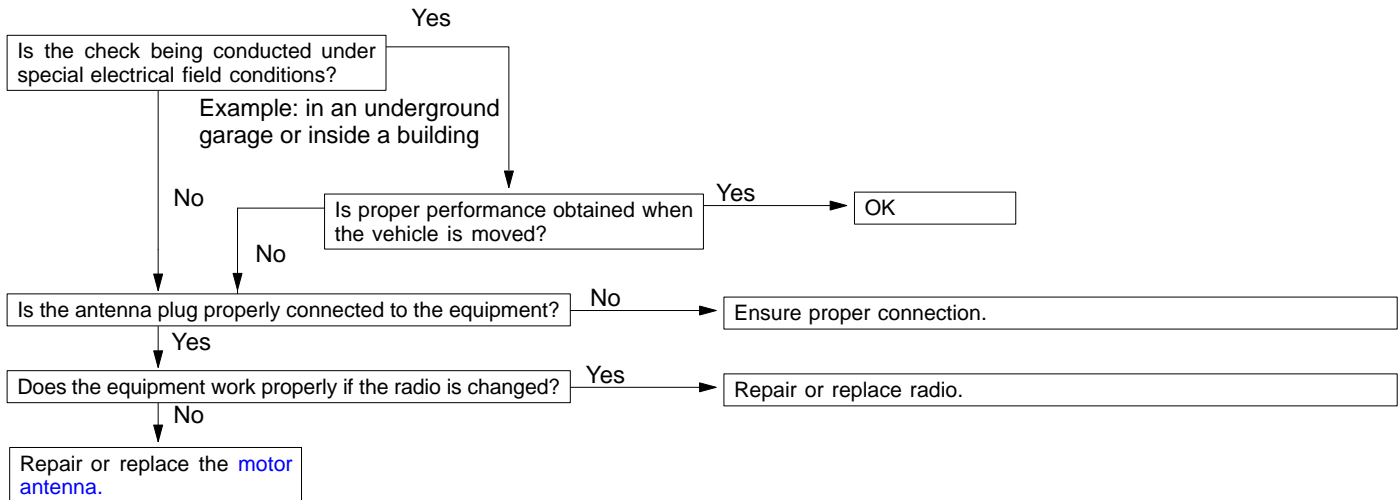 Yes
Is the check being conducted under
special electrical field conditions?
Example: in an underground
garage or inside a building
No
Is proper performance obtained when
the vehicle is moved?
Yes
OK
No
Is the antenna plug properly connected to the equipment?
No
Ensure proper connection.
Yes
Does the equipment work properly if the radio is changed?
Yes
Repair or replace radio.
No
Repair or replace the motor
antenna.